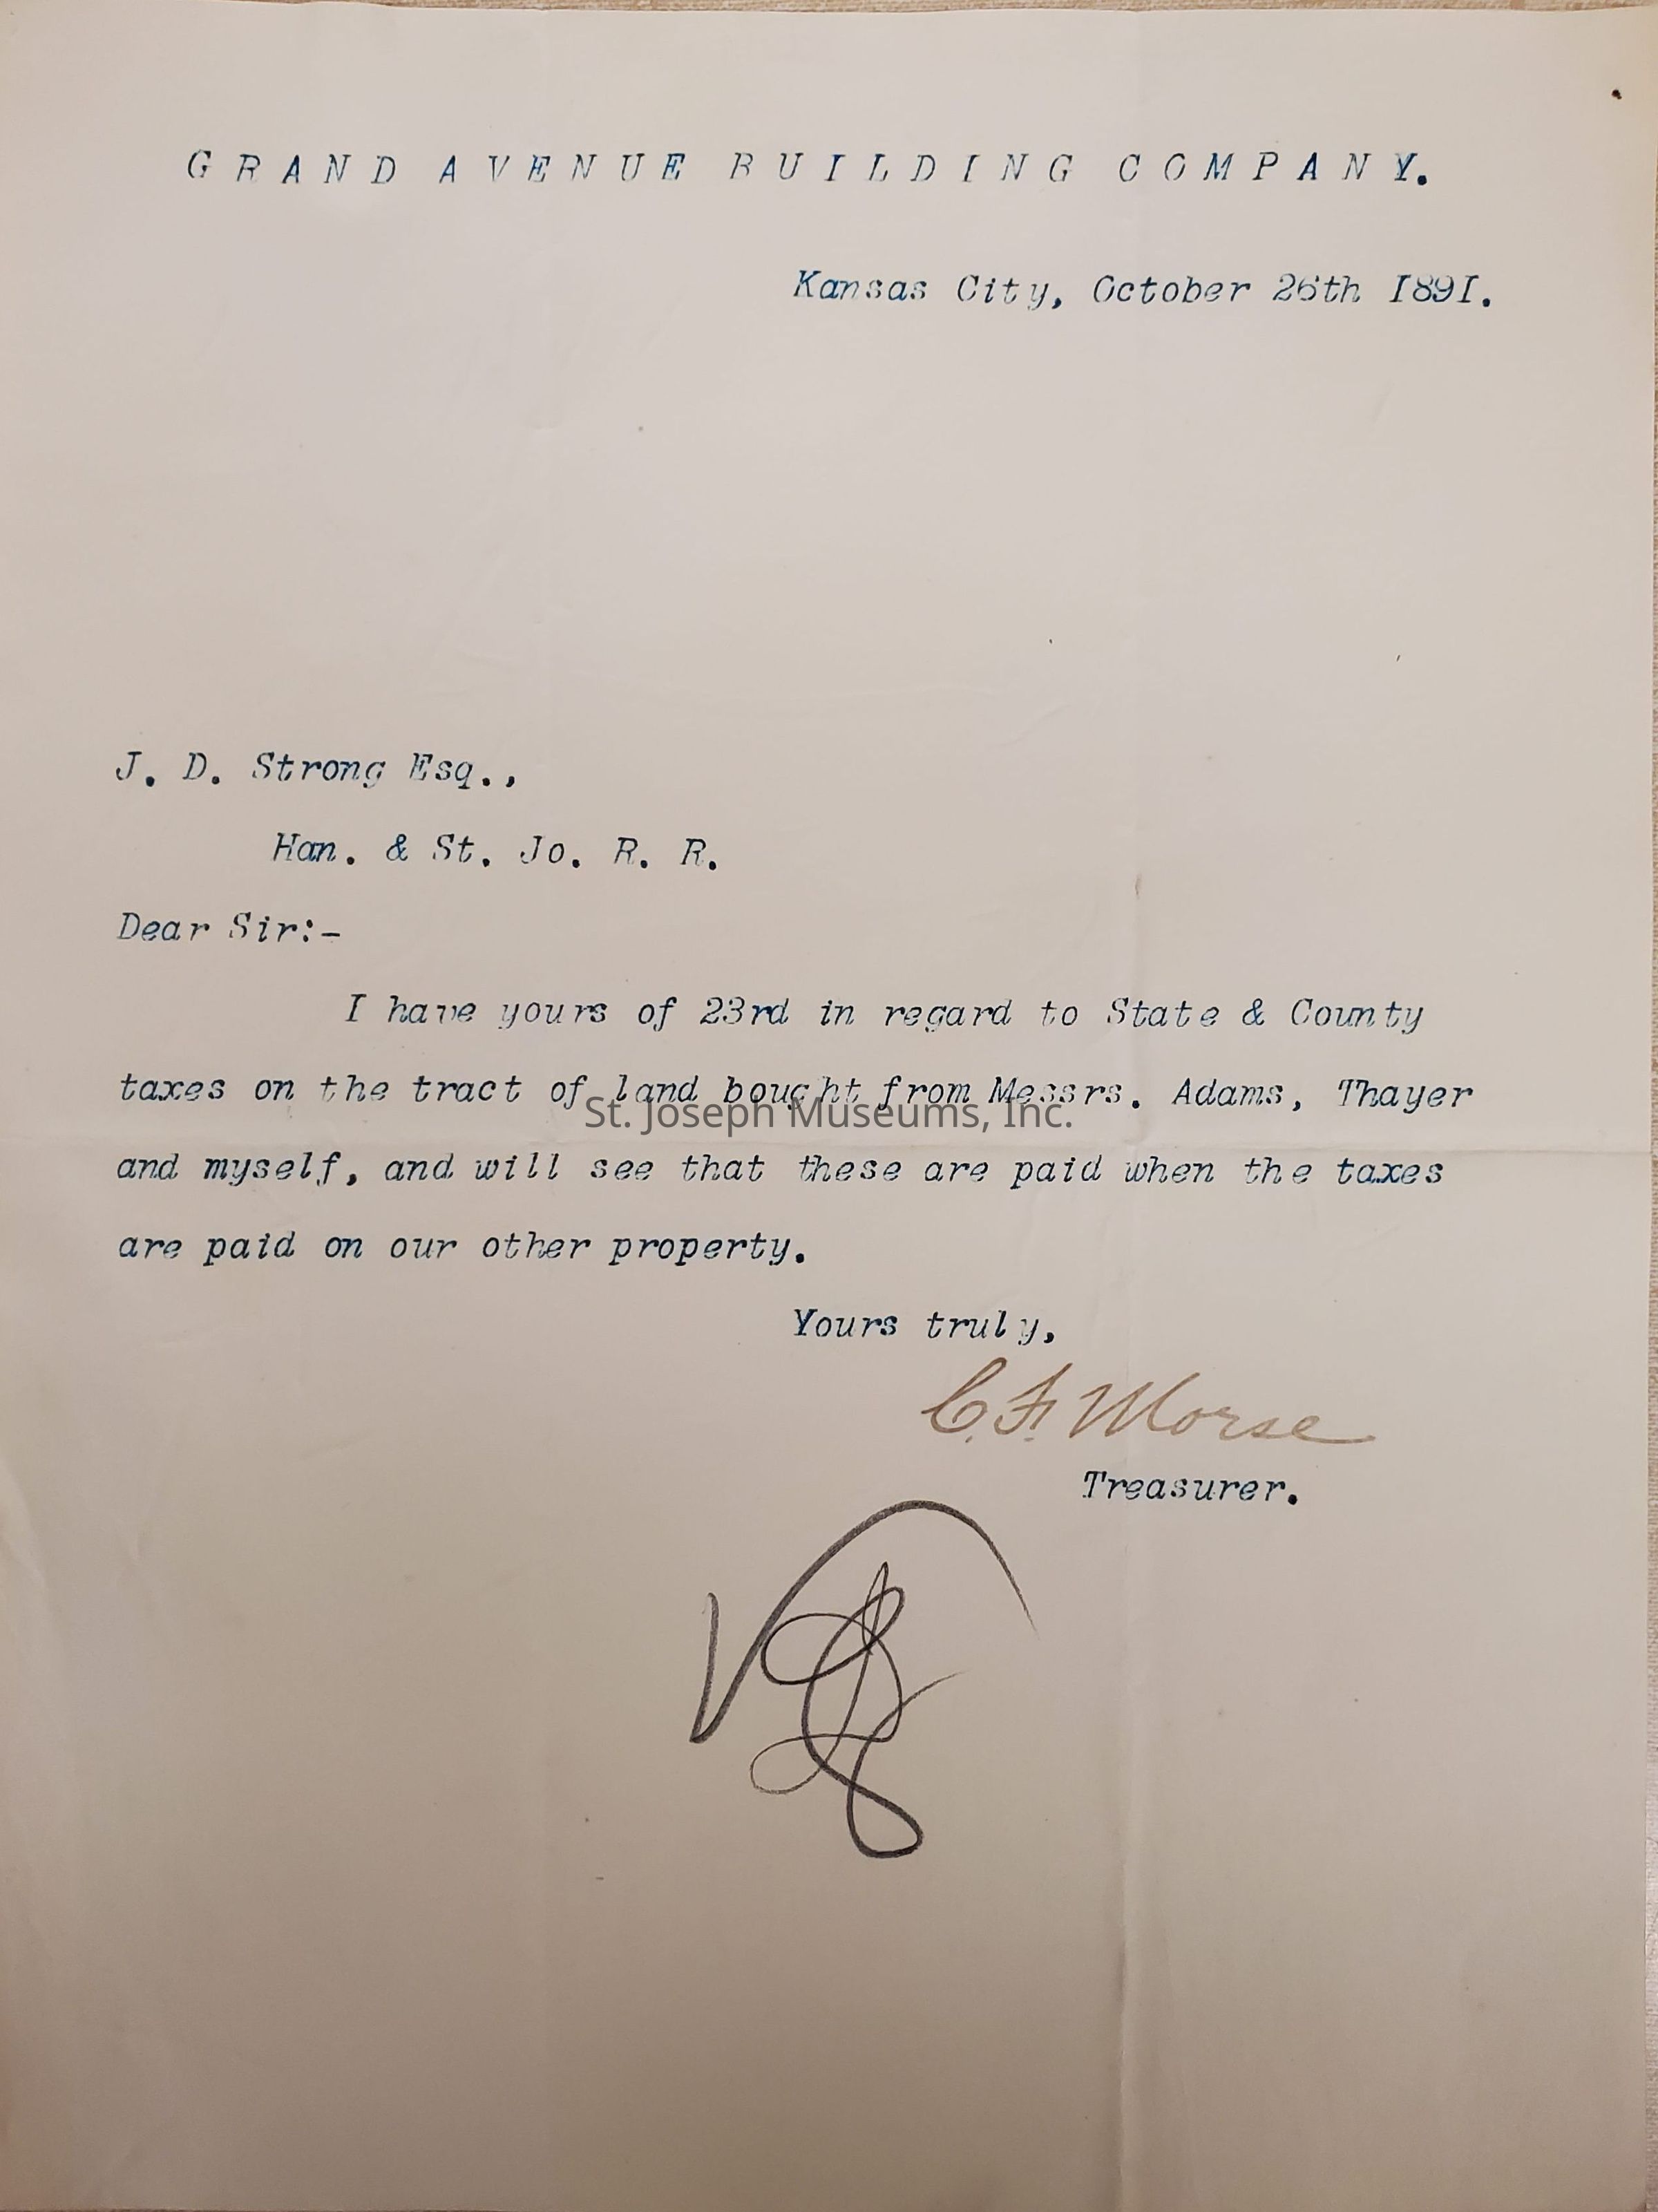 GRAND AVENUE BUILDING COMPANY.
Kansas City, October 26th I89I.
J. D. Strong Esq.,
Han. & St. Jo. R. R.
Dear Sir:-
I have yours of 23rd in regard to State & County
taxes on the tract of land bought from Messrs. Adams, Thayer
St. Joseph Museums, Inc.
and myself, and will see that these are paid when the taxes
are paid on our other property.
Yours truly,
C. F. Morse
Treasurer.